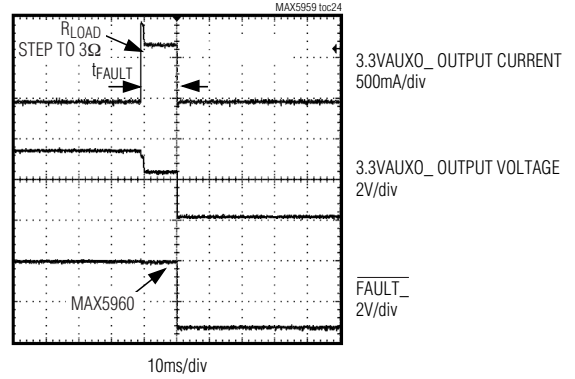 MAX5959 toc24
RLOAD
STEP TO 3Ω
tFAULT
3.3VAUXO_ OUTPUT CURRENT
500mA/div
3.3VAUXO_ OUTPUT VOLTAGE
2V/div
MAX5960
FAULT_
2V/div
10ms/div